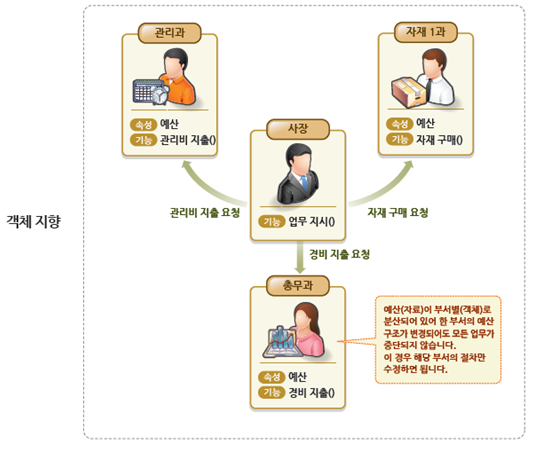 관리과
속성 예산
기능 관리비 지출()
자재 1과
속성 예산
기능 자재 구매()
사장
기능 업무 지시()
관리비 지출 요청
자재 구매 요청
객체 지향
경비 지출 요청
총무과
속성 예산
기능 경비 지출()
예산(자료)이 부서별(객체)로
분산되어 있어 한 부서의 예산
구조가 변경되어도 모든 업무가
중단되지 않습니다.
이 경우 해당 부서의 절차만
수정하면 됩니다.